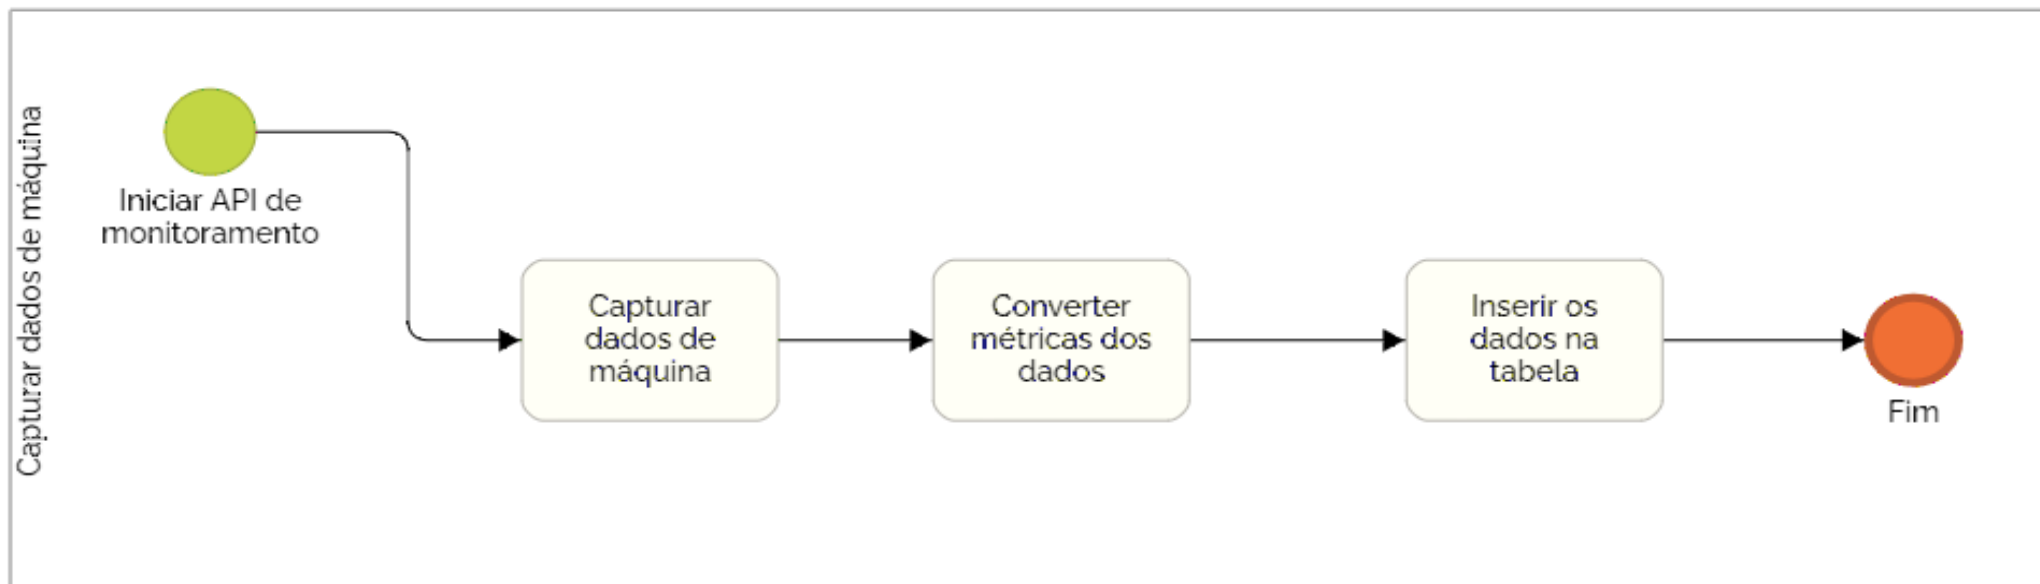 Capturar dados de máquina
Iniciar API de
monitoramento
Capturar
dados de
máquina
Converter
métricas dos
dados
Inserir os
dados na
tabela
Fim